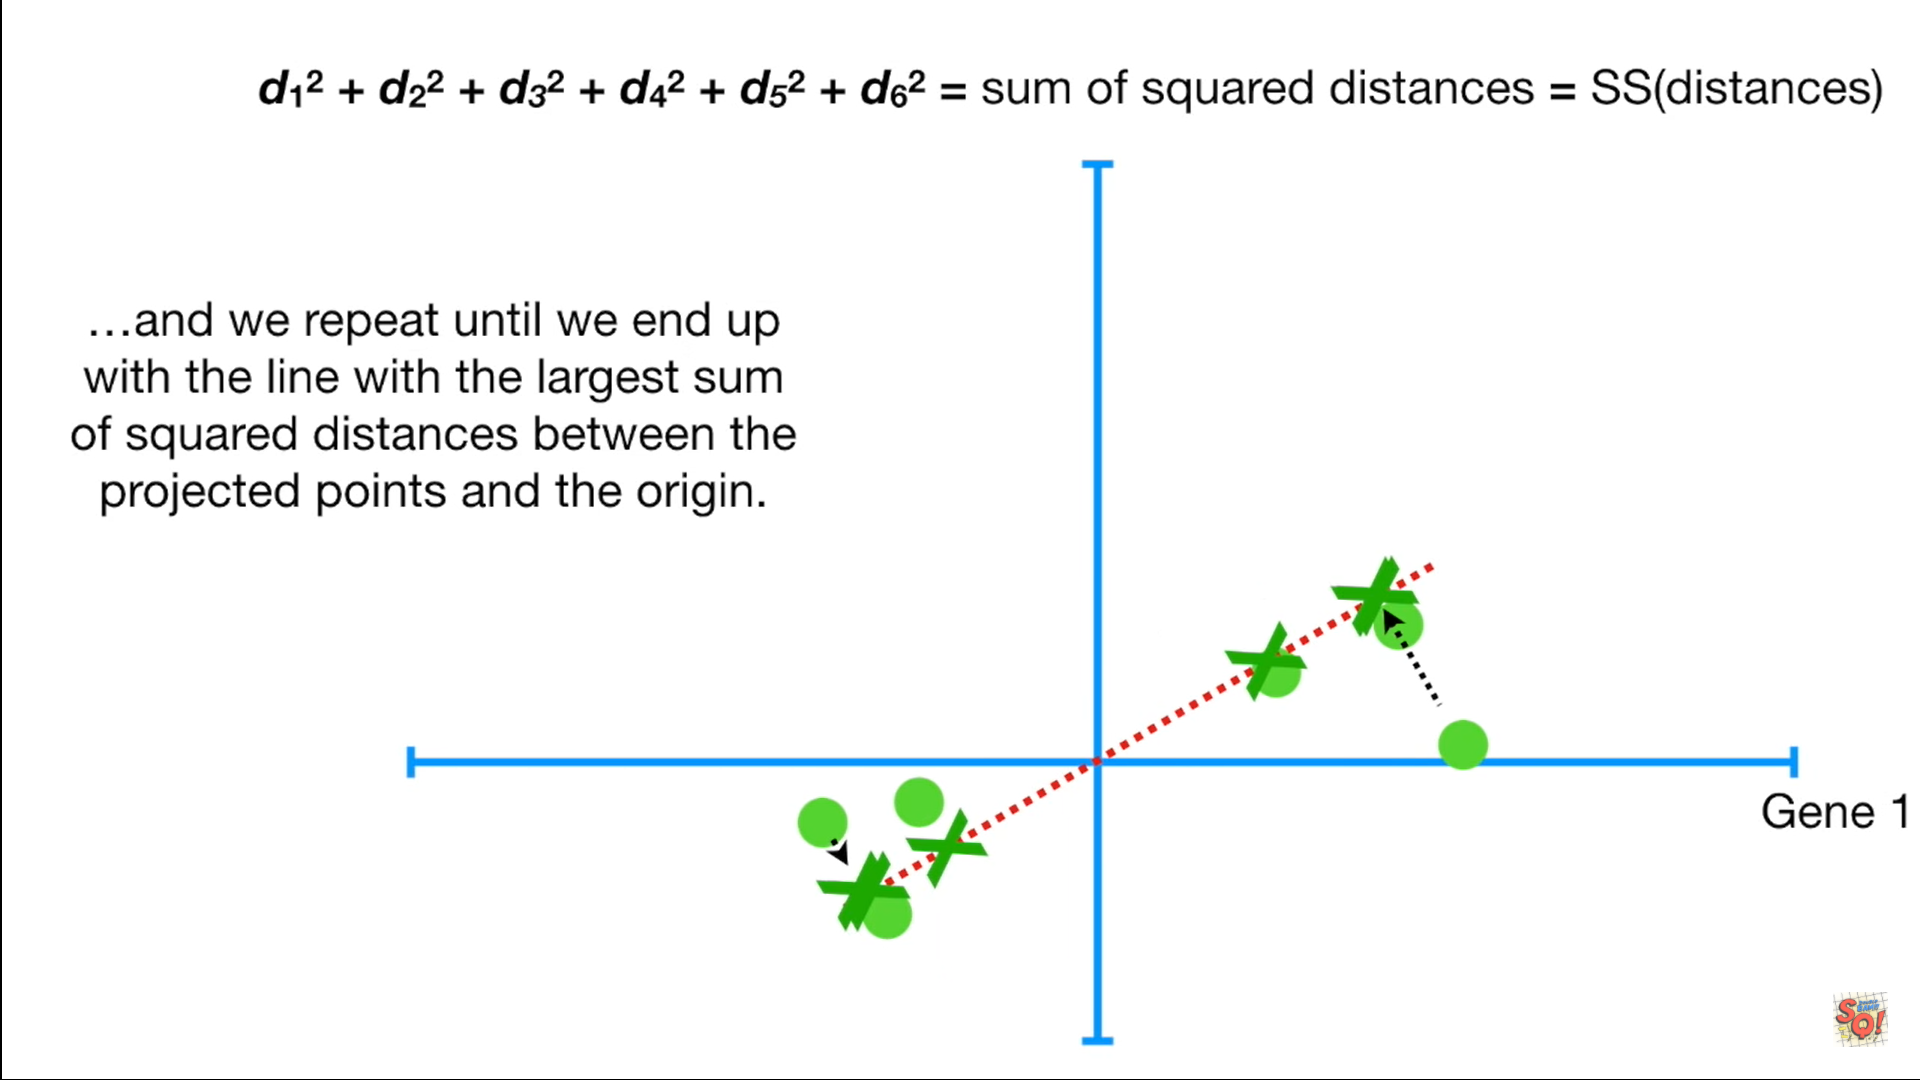 d₁² + d₂² + d₃² + d₄² + d₅² + d₆² = sum of squared distances = SS(distances)
…and we repeat until we end up
with the line with the largest sum
of squared distances between the
projected points and the origin.
Gene 1
SQ!